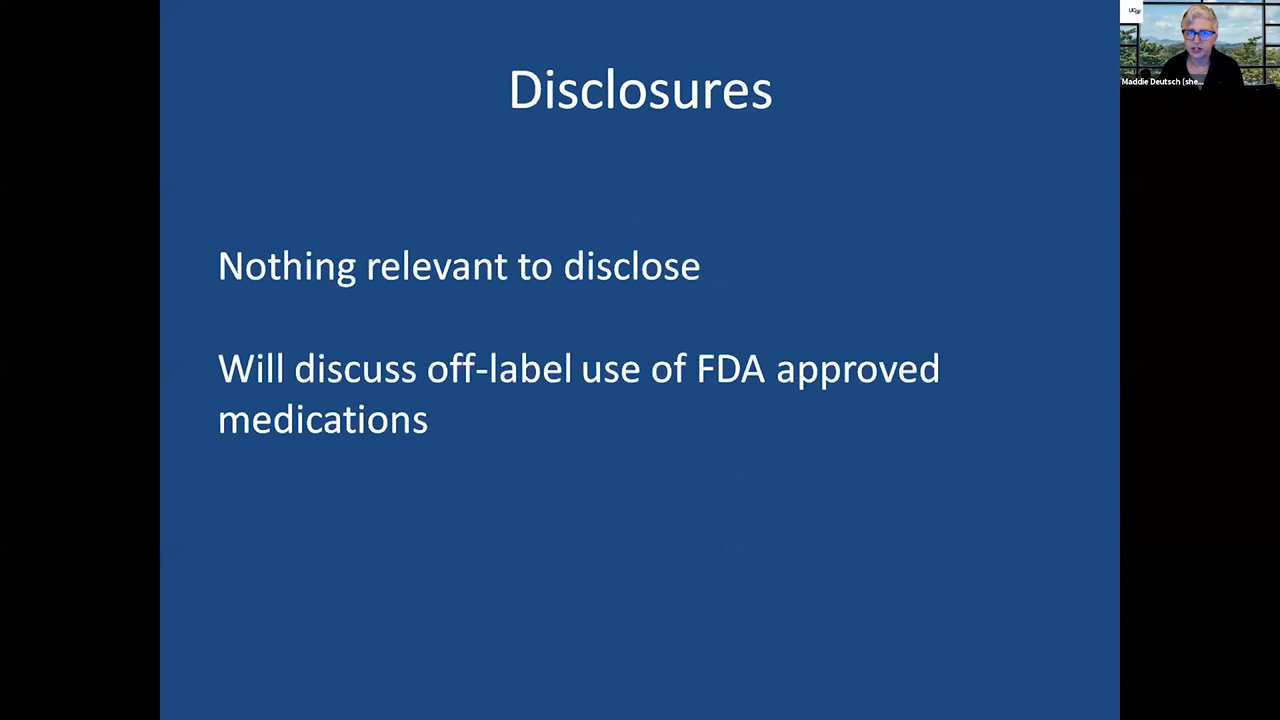 Disclosures
Nothing relevant to disclose
Will discuss off-label use of FDA approved
medications
Maddie Deutsch (she...